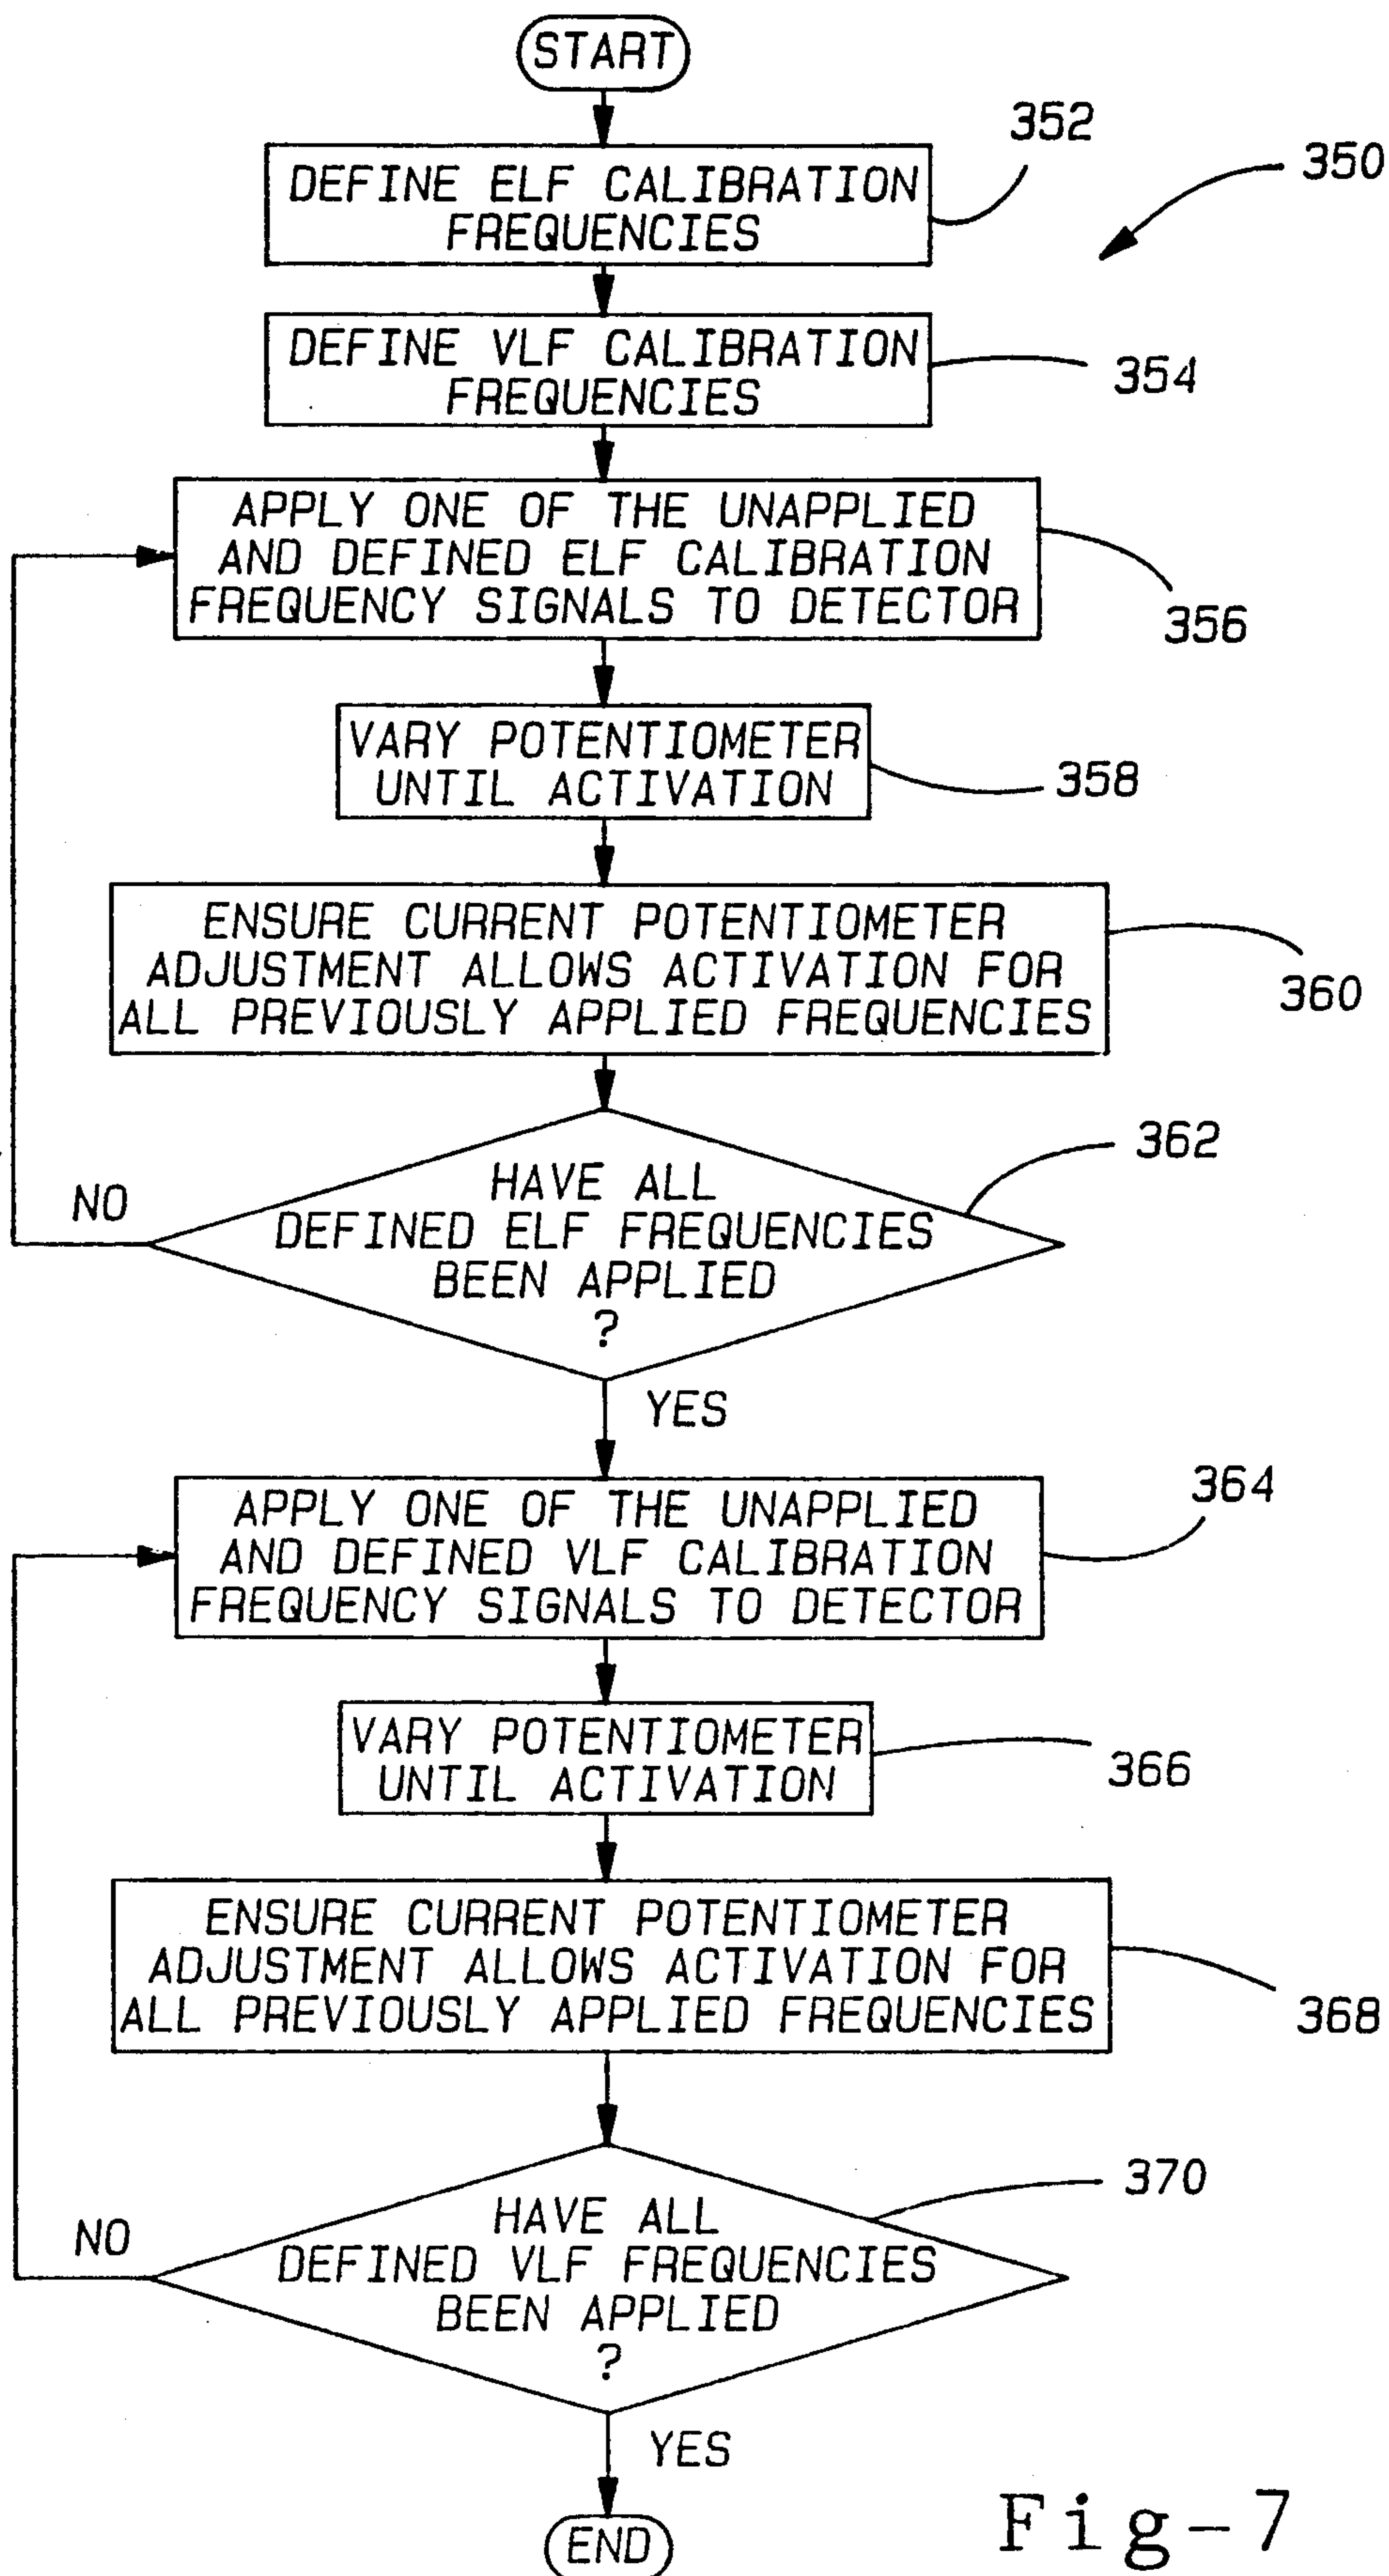 START
352
350
DEFINE ELF CALIBRATION
FREQUENCIES
DEFINE VLF CALIBRATION
FREQUENCIES
354
APPLY ONE OF THE UNAPPLIED
AND DEFINED ELF CALIBRATION
FREQUENCY SIGNALS TO DETECTOR
356
VARY POTENTIOMETER
UNTIL ACTIVATION
358
ENSURE CURRENT POTENTIOMETER
ADJUSTMENT ALLOWS ACTIVATION FOR
ALL PREVIOUSLY APPLIED FREQUENCIES
360
362
HAVE ALL
DEFINED ELF FREQUENCIES
BEEN APPLIED
?
NO
YES
364
APPLY ONE OF THE UNAPPLIED
AND DEFINED VLF CALIBRATION
FREQUENCY SIGNALS TO DETECTOR
VARY POTENTIOMETER
UNTIL ACTIVATION
366
ENSURE CURRENT POTENTIOMETER
ADJUSTMENT ALLOWS ACTIVATION FOR
ALL PREVIOUSLY APPLIED FREQUENCIES
368
370
HAVE ALL
DEFINED VLF FREQUENCIES
BEEN APPLIED
?
NO
YES
END
Fig-7